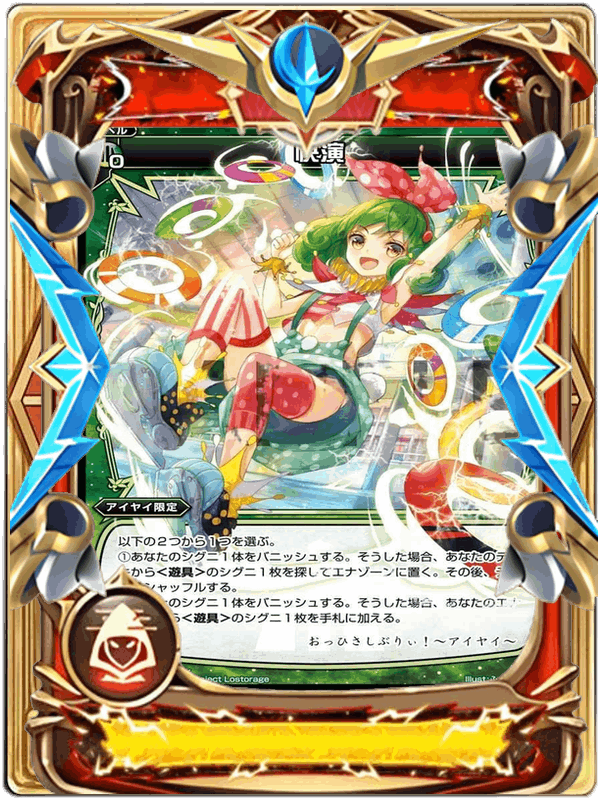 快演
アイヤイ限定
以下の2つから1つを選ぶ。
①あなたのシグニ1体をバニッシュする。そうした場合、あなたのデ
から<遊具>のシグニ1枚を探してエナゾーンに置く。その後、デ
シャッフルする。
のシグニ1体をバニッシュする。そうした場合、あなたのエナ
<遊具>のシグニ1枚を手札に加える。
おっひさしぶりぃ!~アイヤイ~
ject Lostorage
Illust: